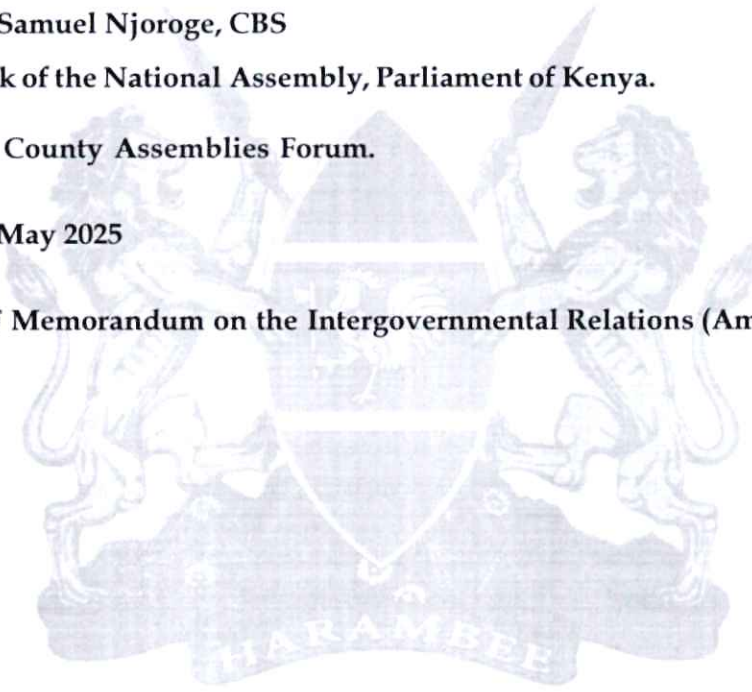 Samuel Njoroge, CBS
k of the National Assembly, Parliament of Kenya.
County Assemblies Forum.
May 2025
Memorandum on the Intergovernmental Relations (Am
HARAMBEE